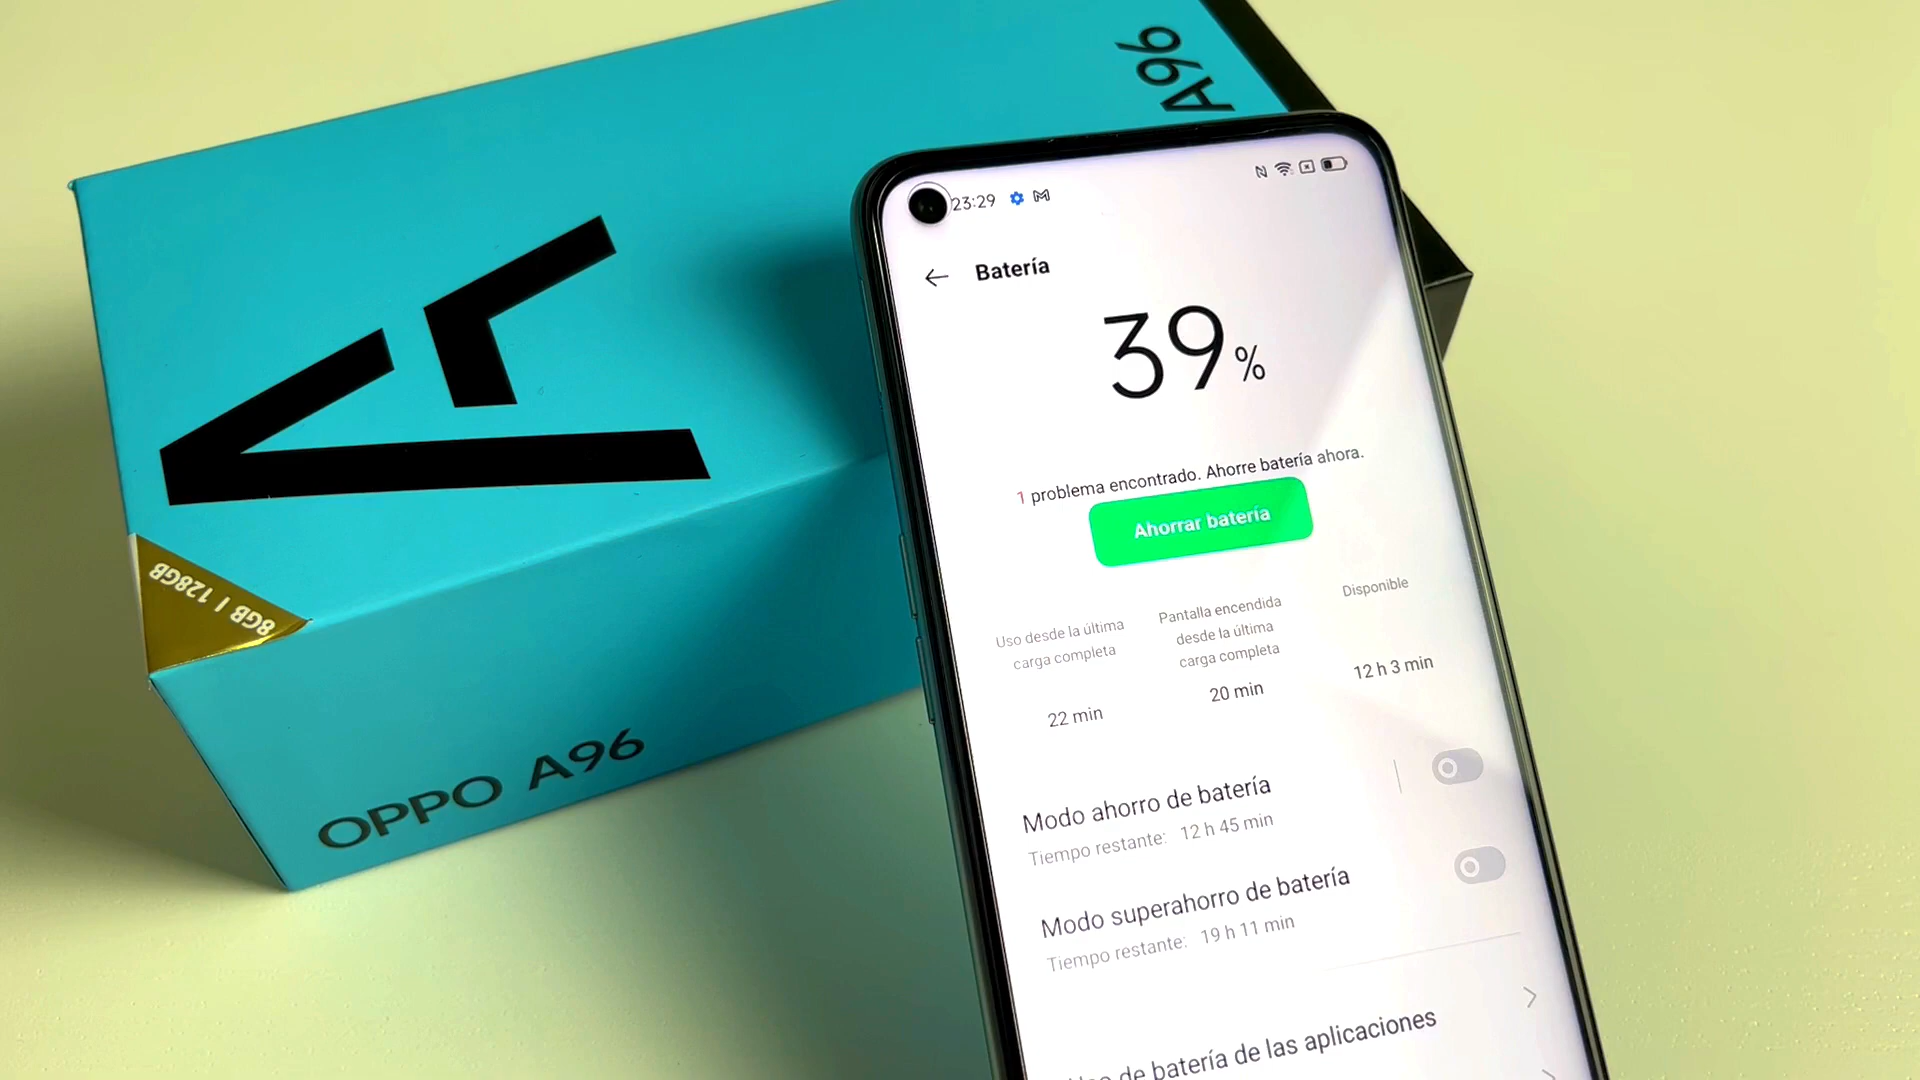 A96
8GB | 128GB
OPPO A96
23:29
Batería
39%
1 problema encontrado. Ahorre batería ahora.
Ahorrar batería
Uso desde la última
carga completa
22 min
Pantalla encendida
desde la última
carga completa
20 min
Disponible
12 h 3 min
Modo ahorro de batería
Tiempo restante: 12 h 45 min
Modo superahorro de batería
Tiempo restante: 19 h 11 min
de batería de las aplicaciones